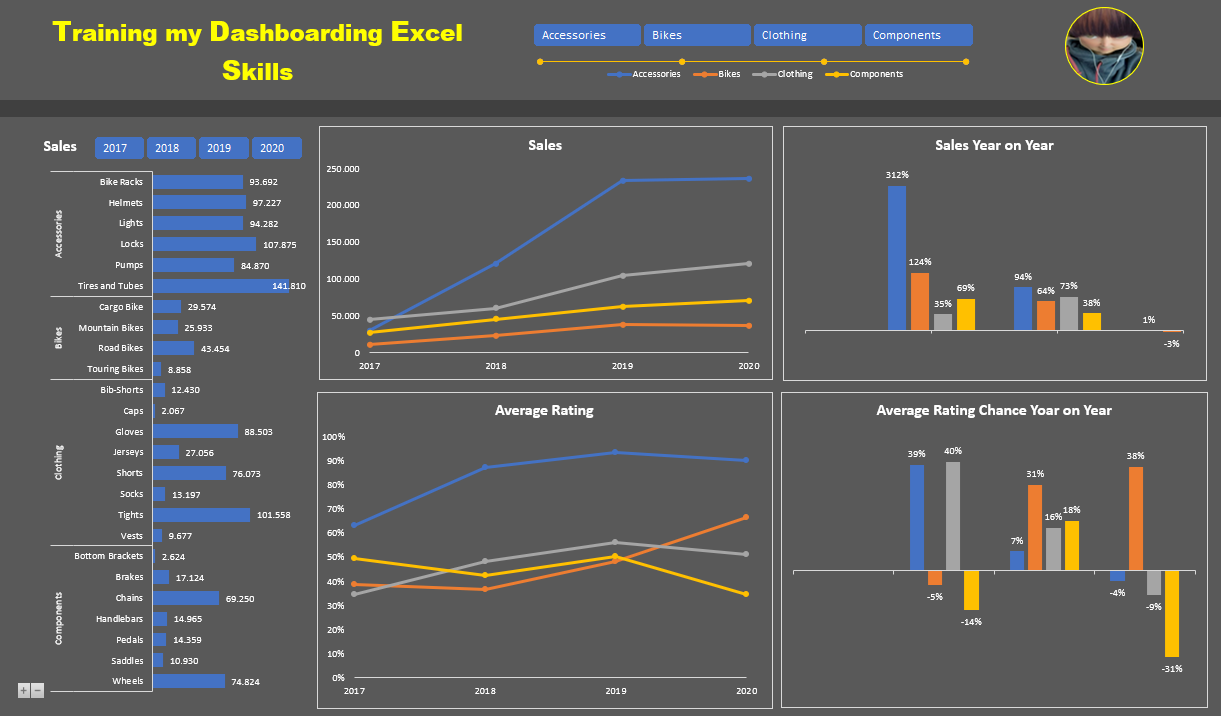 Training my Dashboarding Excel
Skills
Accessories Bikes Clothing Components
Accessories Bikes Clothing Components
Sales 2017 2018 2019 2020
Accessories
Bike Racks 93.692
Helmets 97.227
Lights 94.282
Locks 107.875
Pumps 84.870
Tires and Tubes 141.810
Bikes
Cargo Bike 29.574
Mountain Bikes 25.933
Road Bikes 43.454
Touring Bikes 8.858
Clothing
Bib-Shorts 12.430
Caps 2.067
Gloves 88.503
Jerseys 27.056
Shorts 76.073
Socks 13.197
Tights 101.558
Vests 9.677
Components
Bottom Brackets 2.624
Brakes 17.124
Chains 69.250
Handlebars 14.965
Pedals 14.359
Saddles 10.930
Wheels 74.824
+ −
Sales
250.000
200.000
150.000
100.000
50.000
0
2017 2018 2019 2020
Sales Year on Year
312%
124%
35%
69%
94%
64%
73%
38%
1%
-3%
Average Rating
100%
90%
80%
70%
60%
50%
40%
30%
20%
10%
0%
2017 2018 2019 2020
Average Rating Chance Yoar on Year
39%
-5%
40%
-14%
7%
31%
16%
18%
-4%
38%
-9%
-31%